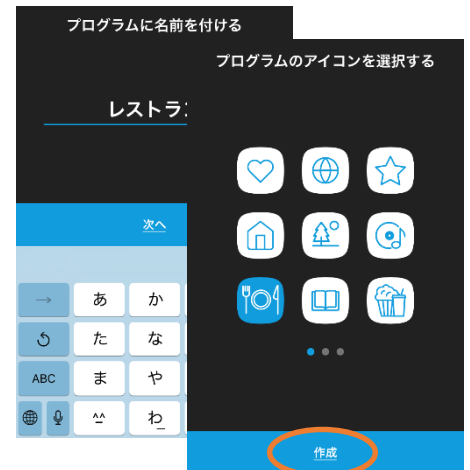 プログラムに名前を付ける
レストラ
次へ
→ あ か
た な
ABC ま や
^^ わ_
プログラムのアイコンを選択する
作成